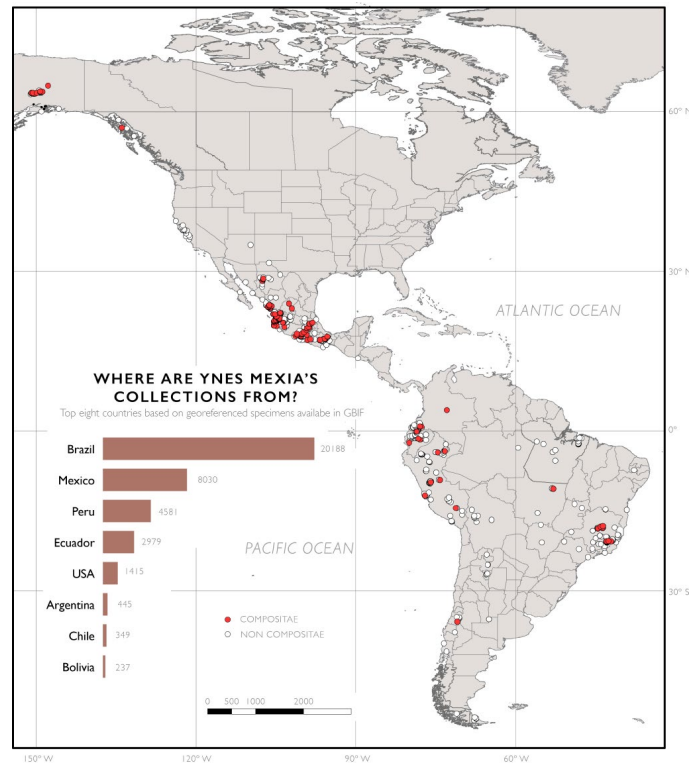 60° N
30° N
ATLANTIC OCEAN
WHERE ARE YNES MEXIA'S
COLLECTIONS FROM?
Top eight countries based on georeferenced specimens availabe in GBIF
0°
Brazil 20188
Mexico 8030
Peru 4581
Ecuador 2979
PACIFIC OCEAN
USA 1415
30° S
Argentina 445
COMPOSITAE
Chile 349
NON COMPOSITAE
Bolivia 237
0 500 1000 2000
150° W 120° W 90° W 60° W